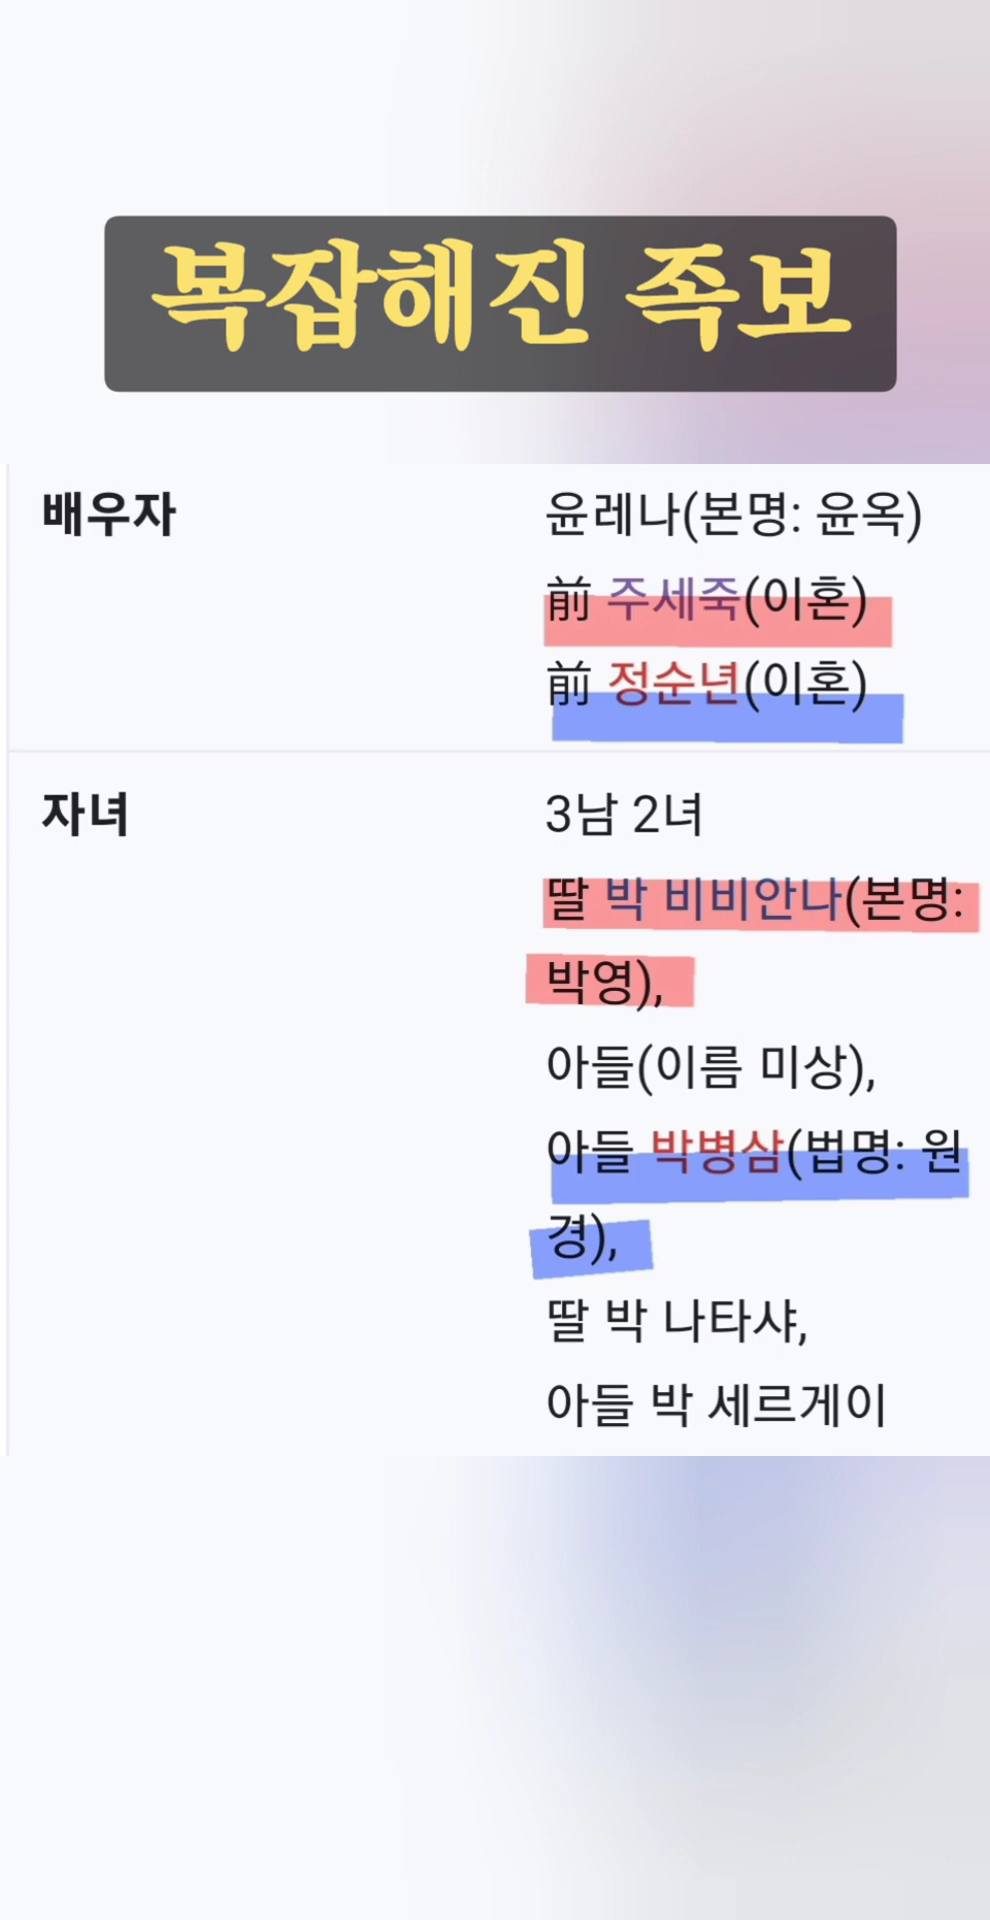 복잡해진 족보
배우자
윤레나(본명: 윤옥)
前 주세죽(이혼)
前 정순년(이혼)
자녀
3남 2녀
딸 박 비비안나(본명:
박영),
아들(이름 미상),
아들 박병삼(법명: 원
경),
딸 박 나타샤,
아들 박 세르게이